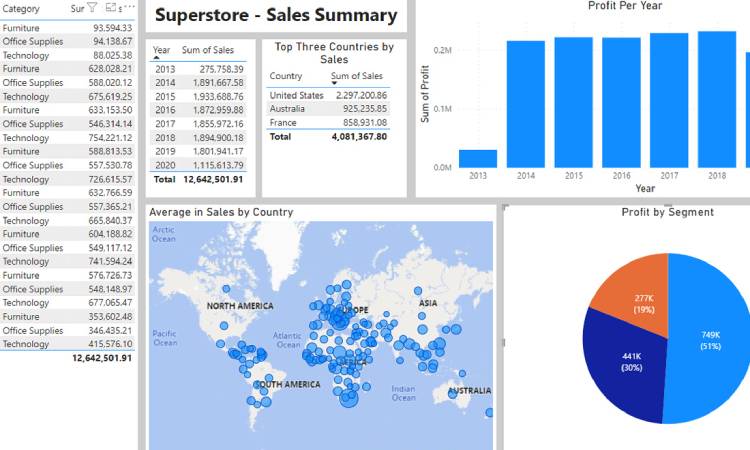 Category Sur s...
Furniture 93,594.33
Office Supplies 94,138.67
Technology 88,025.38
Furniture 628,028.21
Office Supplies 588,020.12
Technology 675,619.25
Furniture 633,153.50
Office Supplies 546,314.14
Technology 754,221.12
Furniture 588,813.53
Office Supplies 557,530.78
Technology 726,615.57
Furniture 632,766.59
Office Supplies 557,365.21
Technology 665,840.37
Furniture 604,188.82
Office Supplies 549,117.12
Technology 741,594.24
Furniture 576,726.73
Office Supplies 548,148.97
Technology 677,065.47
Furniture 353,602.48
Office Supplies 346,435.21
Technology 415,576.10
12,642,501.91
Superstore - Sales Summary
Year Sum of Sales
2013 275,758.39
2014 1,891,667.58
2015 1,933,688.76
2016 1,872,959.88
2017 1,855,972.16
2018 1,894,900.18
2019 1,801,941.17
2020 1,115,613.79
Total 12,642,501.91
Top Three Countries by
Sales
Country Sum of Sales
United States 2,297,200.86
Australia 925,235.85
France 858,931.08
Total 4,081,367.80
Profit Per Year
Sum of Profit
0.2M
0.1M
0.0M
2013 2014 2015 2016 2017 2018
Year
Average in Sales by Country
Arctic
Ocean
NORTH AMERICA
EUROPE
ASIA
Pacific
Ocean
Atlantic
Ocean
AFRICA
SOUTH AMERICA
Indian
Ocean
AUSTRALIA
Profit by Segment
277K
(19%)
749K
(51%)
441K
(30%)